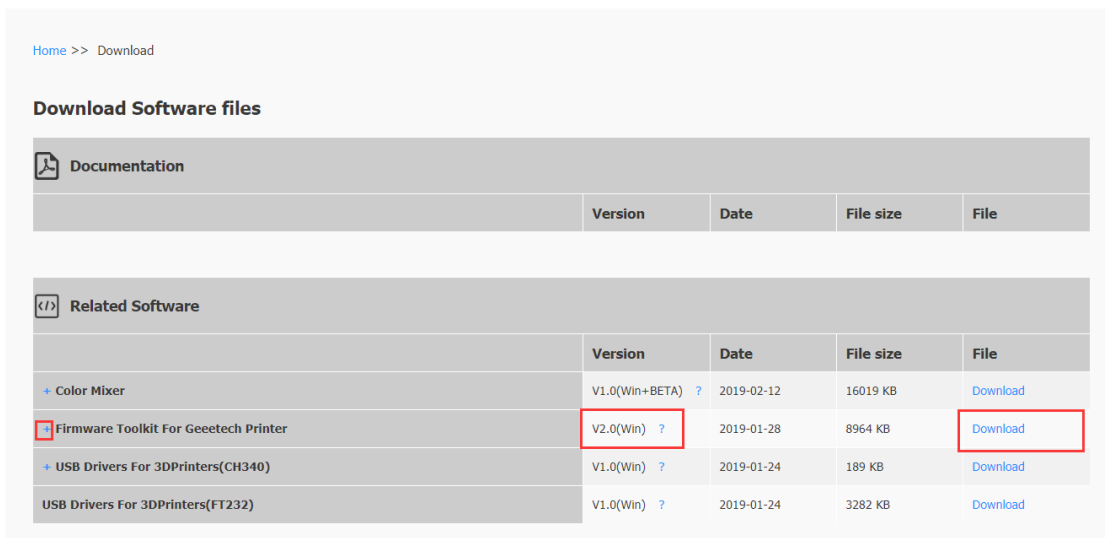 Home >> Download
Download Software files
Documentation
Version Date File size File
</> Related Software
Version Date File size File
+ Color Mixer V1.0(Win+BETA) ? 2019-02-12 16019 KB Download
+ Firmware Toolkit For Geeetech Printer V2.0(Win) ? 2019-01-28 8964 KB Download
+ USB Drivers For 3DPrinters(CH340) V1.0(Win) ? 2019-01-24 189 KB Download
USB Drivers For 3DPrinters(FT232) V1.0(Win) ? 2019-01-24 3282 KB Download